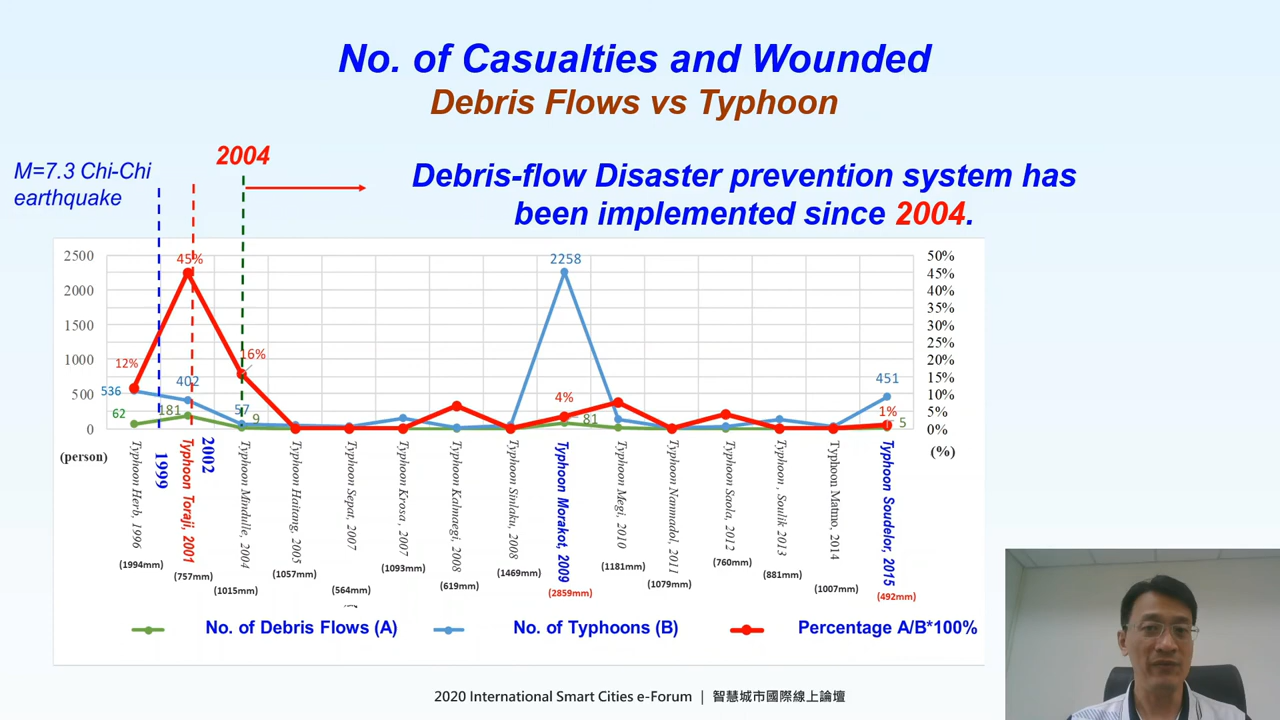 No. of Casualties and Wounded
Debris Flows vs Typhoon
M=7.3 Chi-Chi
earthquake
2004
Debris-flow Disaster prevention system has
been implemented since 2004.
2500
2000
1500
1000
500
0
(person)
50%
45%
40%
35%
30%
25%
20%
15%
10%
5%
0%
(%)
45%
2258
12%
16%
536
402
451
62
181
57
9
4%
81
1%
5
1999
2002
Typhoon Herb, 1996
Typhoon Toraji, 2001
Typhoon Mindulle, 2004
Typhoon Haitang, 2005
Typhoon Sepat, 2007
Typhoon Krosa , 2007
Typhoon Kalmaegi, 2008
Typhoon Sinlaku, 2008
Typhoon Morakot, 2009
Typhoon Megi, 2010
Typhoon Nanmadol, 2011
Typhoon Saola, 2012
Typhoon , Soulik 2013
Typhoon Matmo, 2014
Typhoon Soudelor, 2015
(1994mm)
(757mm)
(1015mm)
(1057mm)
(564mm)
(1093mm)
(619mm)
(1469mm)
(2859mm)
(1181mm)
(1079mm)
(760mm)
(881mm)
(1007mm)
(492mm)
No. of Debris Flows (A)
No. of Typhoons (B)
Percentage A/B*100%
2020 International Smart Cities e-Forum | 智慧城市國際線上論壇